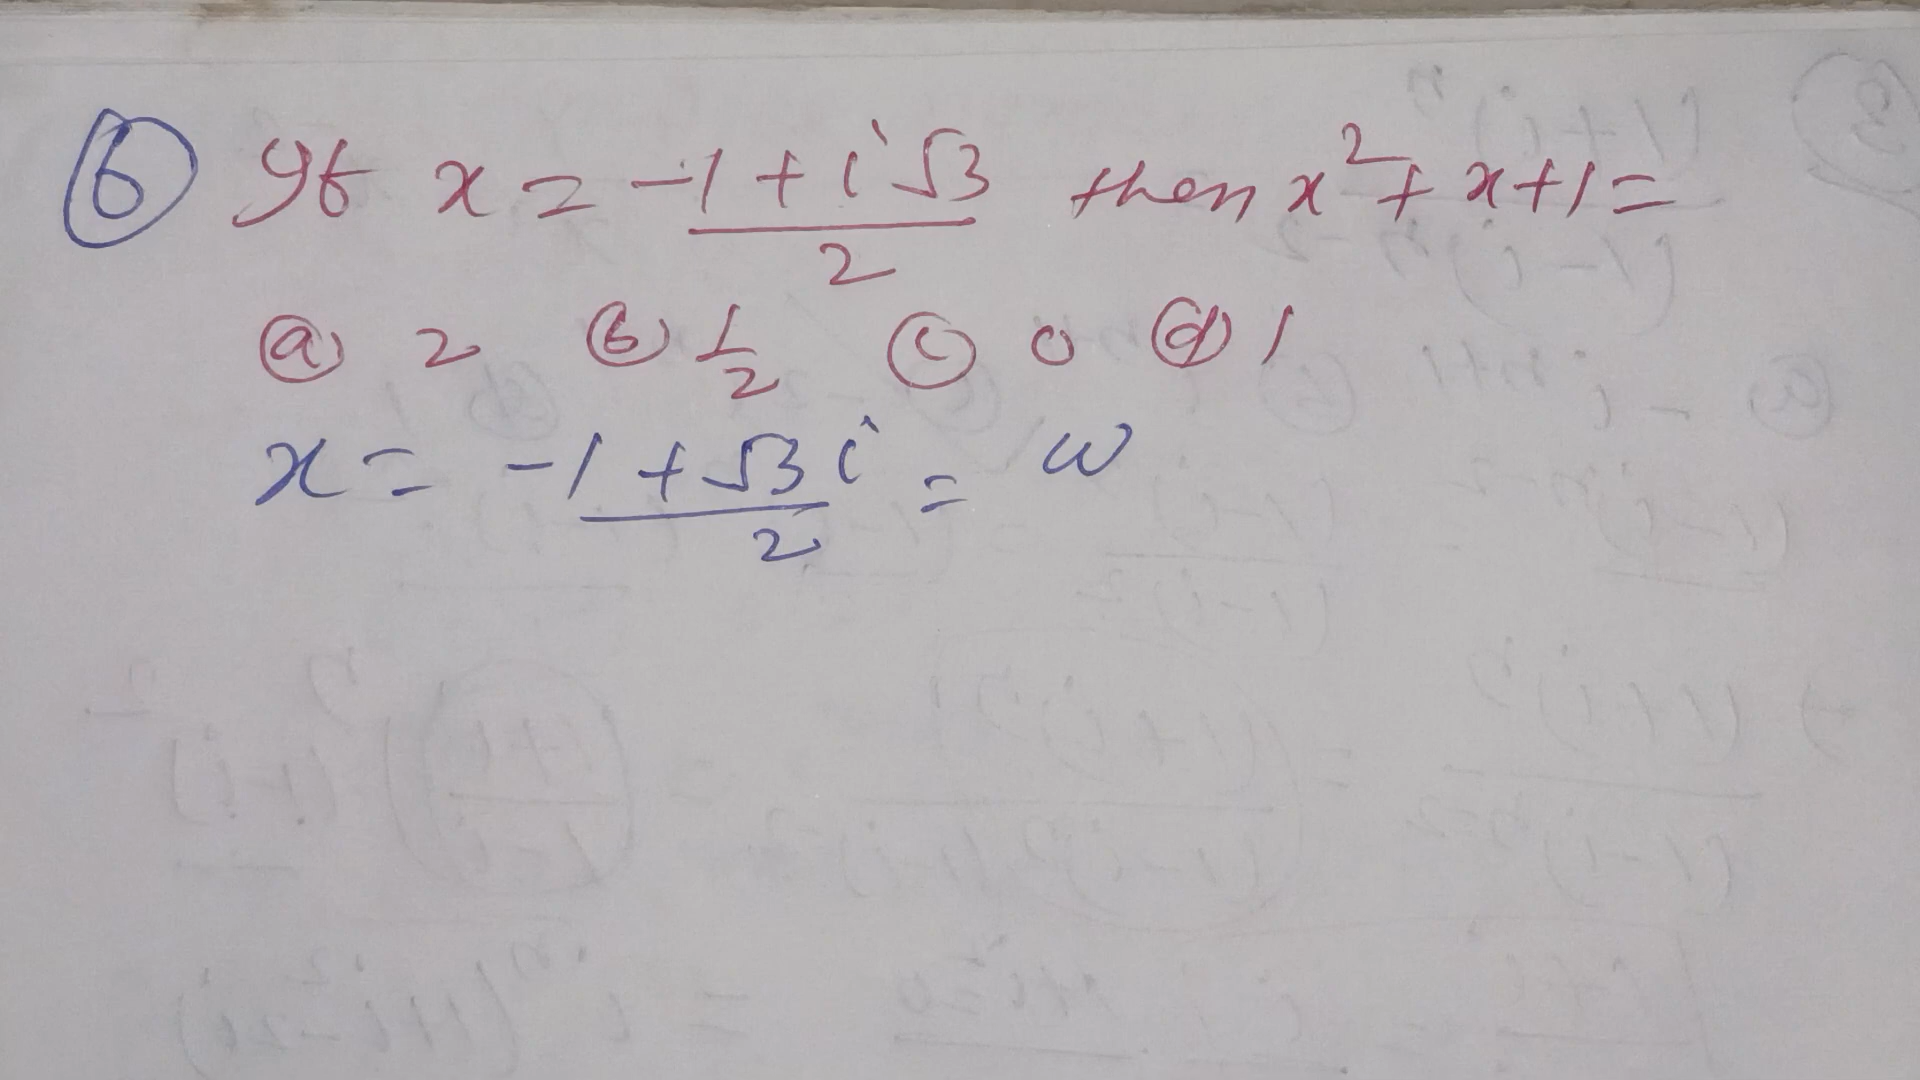 6 If x = -1 + i√3 / 2 then x² + x + 1 =
(a) 2 (b) 1/2 (c) 0 (d) 1
x = -1 + √3 i / 2 = ω